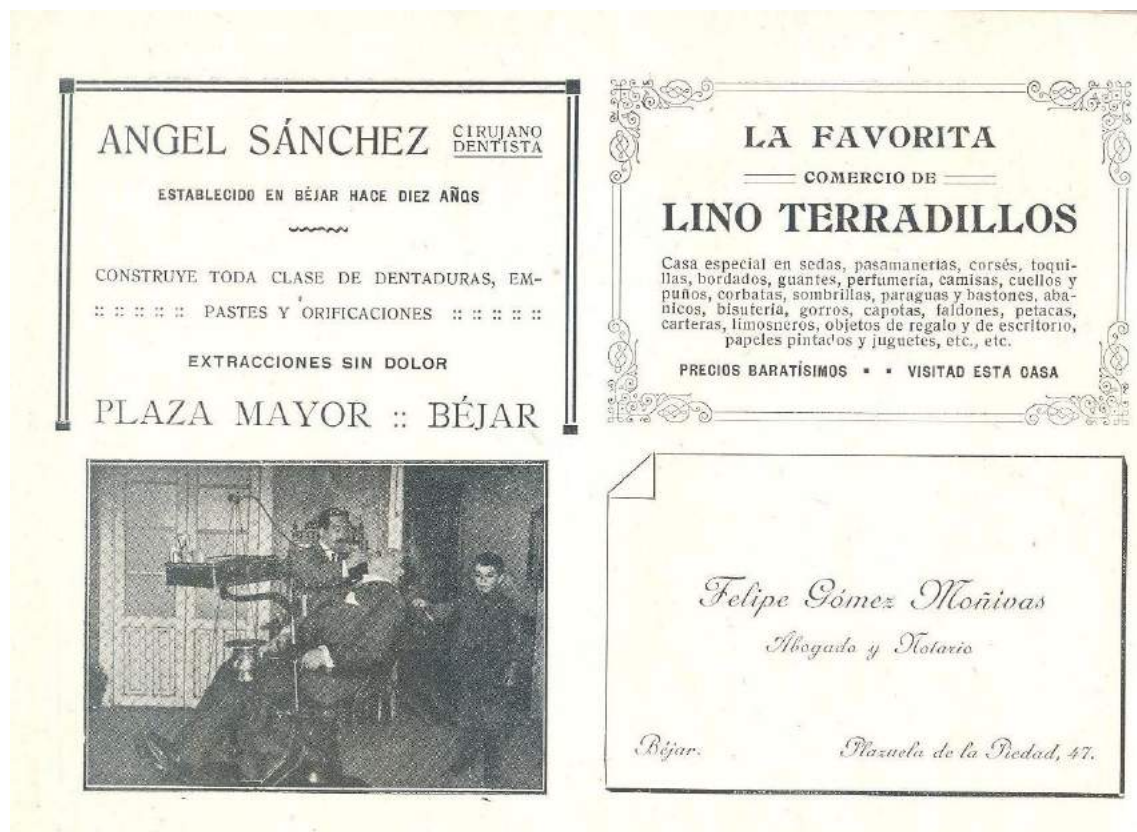 ANGEL SÁNCHEZ CIRUJANO
DENTISTA
ESTABLECIDO EN BÉJAR HACE DIEZ AÑOS
CONSTRUYE TODA CLASE DE DENTADURAS, EM-
:: :: :: :: :: PASTES Y ORIFICACIONES :: :: :: :: ::
EXTRACCIONES SIN DOLOR
PLAZA MAYOR :: BÉJAR
LA FAVORITA
COMERCIO DE
LINO TERRADILLOS
Casa especial en sedas, pasamanerías, corsés, toqui-
llas, bordados, guantes, perfumería, camisas, cuellos y
puños, corbatas, sombrillas, paraguas y bastones, aba-
nicos, bisutería, gorros, capotas, faldones, petacas,
carteras, limosneros, objetos de regalo y de escritorio,
papeles pintados y juguetes, etc., etc.
PRECIOS BARATÍSIMOS ▪ ▪ VISITAD ESTA CASA
Felipe Gómez Moñivas
Abogado y Notario
Béjar. Plazuela de la Piedad, 47.